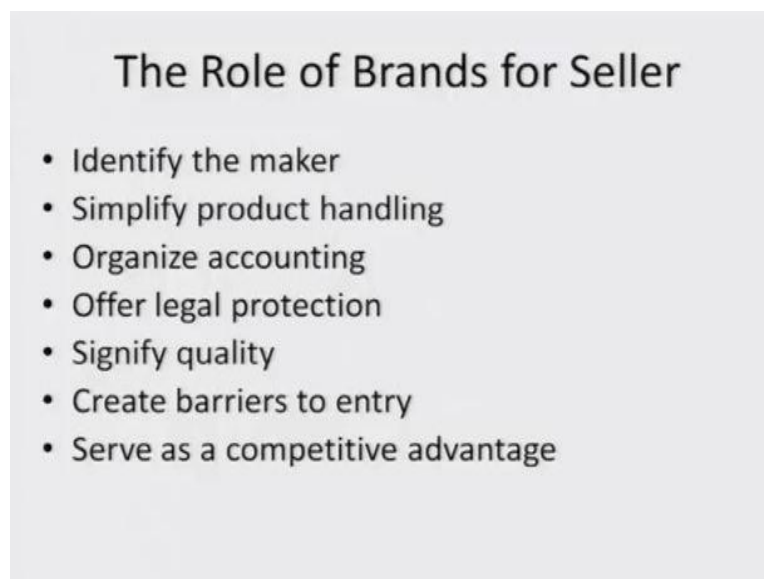 The Role of Brands for Seller
• Identify the maker
• Simplify product handling
• Organize accounting
• Offer legal protection
• Signify quality
• Create barriers to entry
• Serve as a competitive advantage